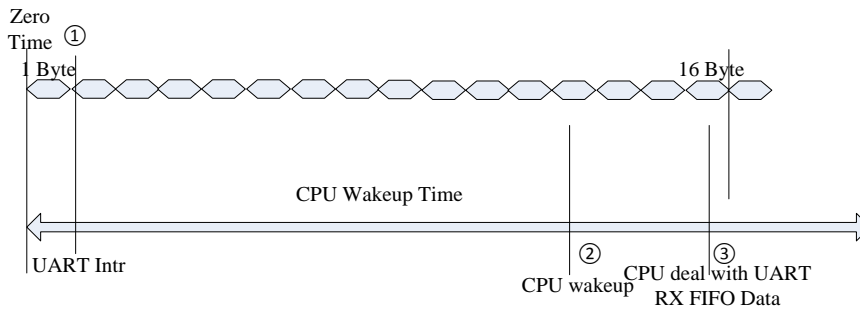 Zero
Time ①
1 Byte
16 Byte
CPU Wakeup Time
UART Intr
②
CPU wakeup
③
CPU deal with UART
RX FIFO Data